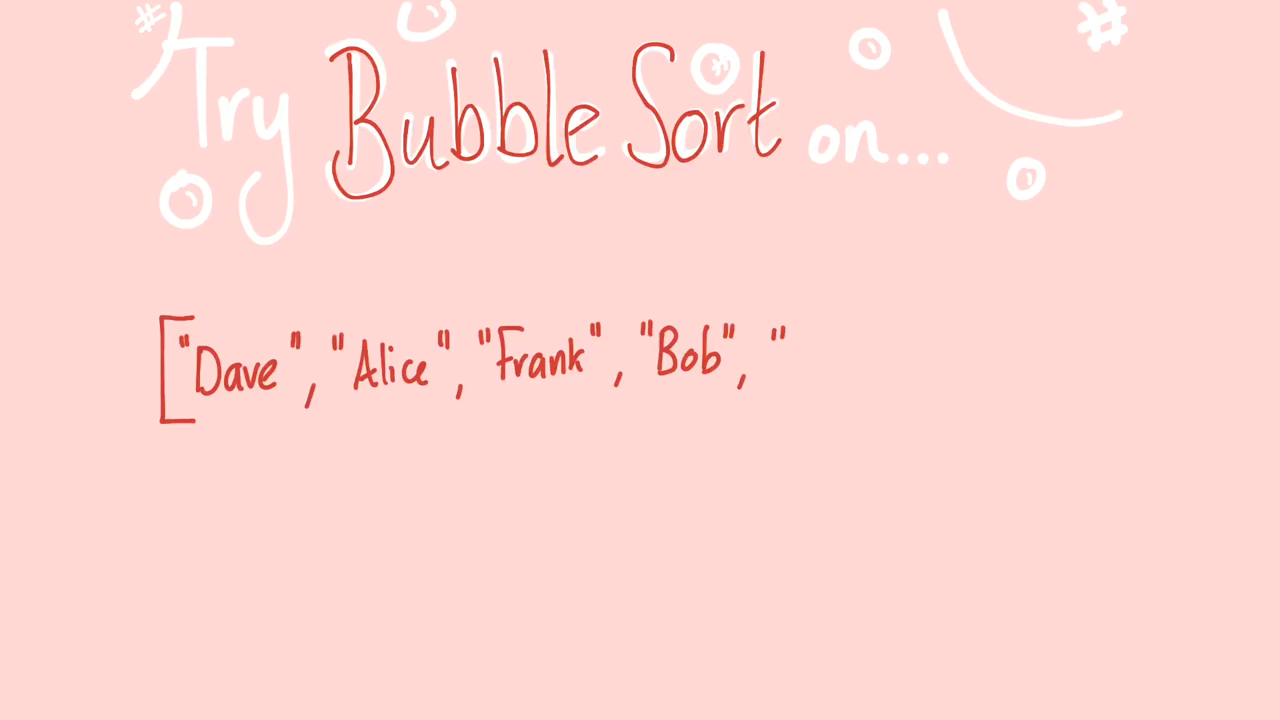 Try Bubble Sort on...
["Dave", "Alice", "Frank", "Bob", "